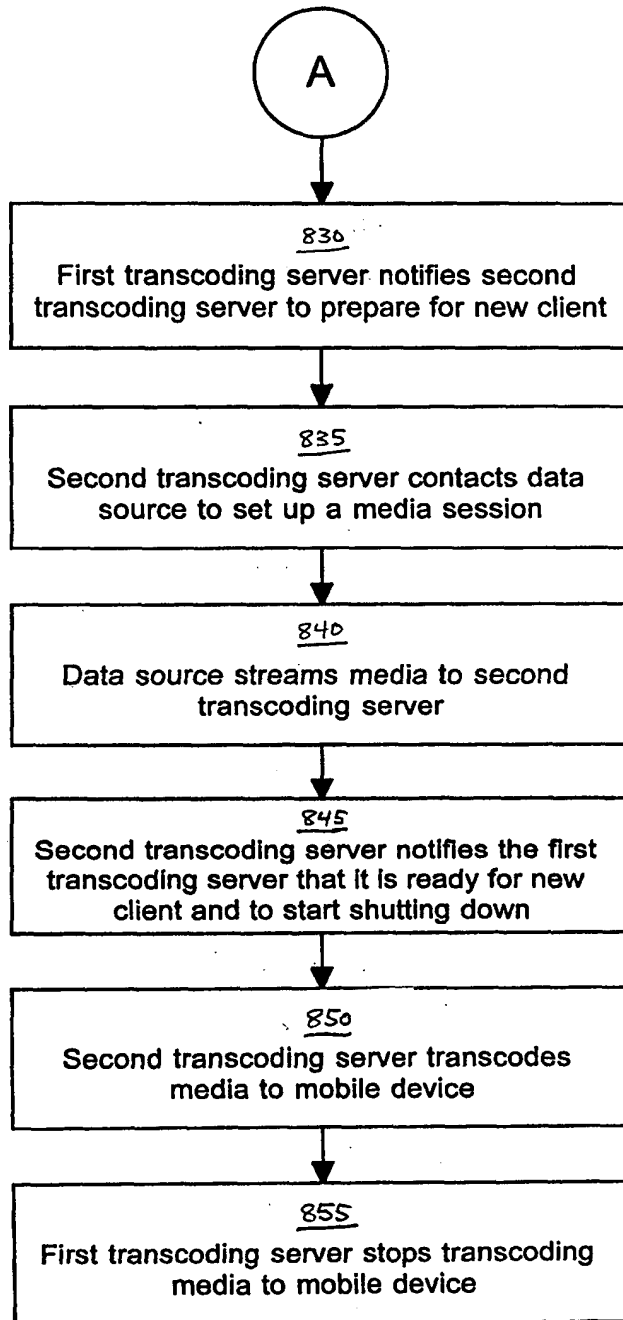 A
830
First transcoding server notifies second
transcoding server to prepare for new client
835
Second transcoding server contacts data
source to set up a media session
840
Data source streams media to second
transcoding server
845
Second transcoding server notifies the first
transcoding server that it is ready for new
client and to start shutting down
850
Second transcoding server transcodes
media to mobile device
855
First transcoding server stops transcoding
media to mobile device